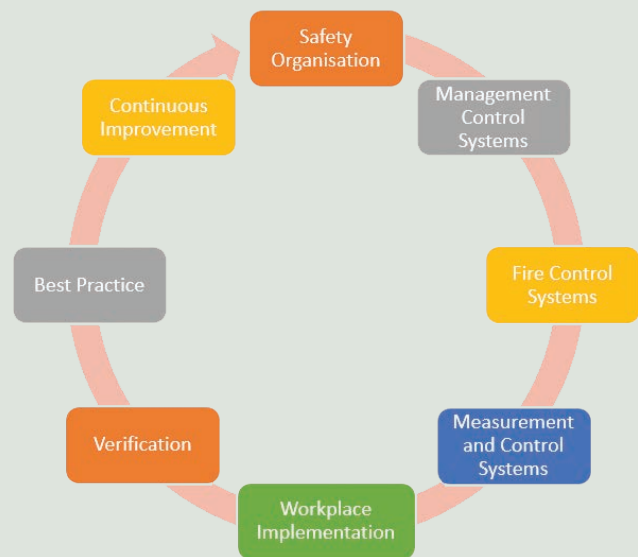 Safety
Organisation
Management
Control
Systems
Fire Control
Systems
Measurement
and Control
Systems
Workplace
Implementation
Verification
Best Practice
Continuous
Improvement